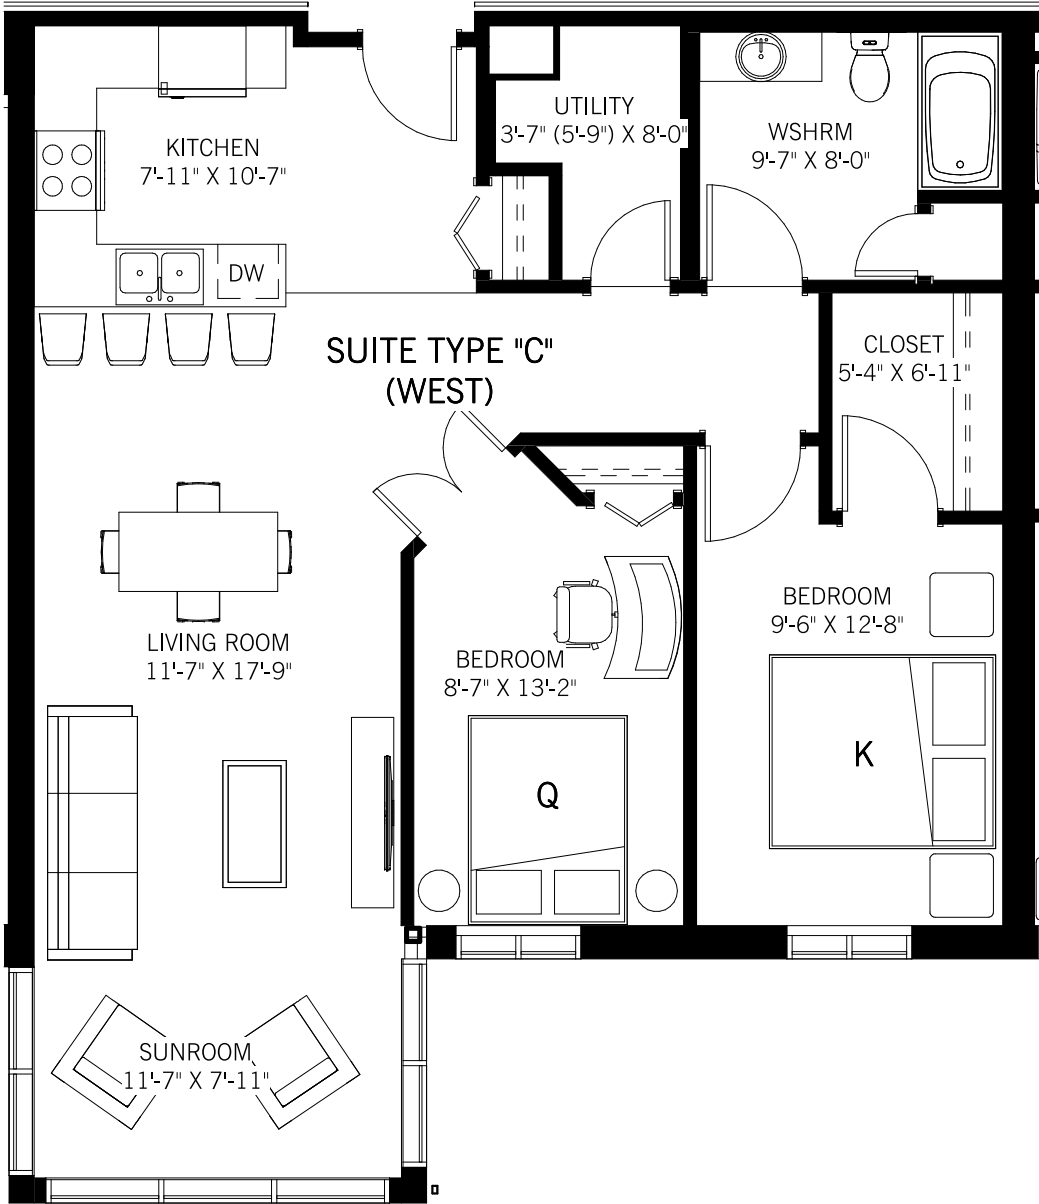 UTILITY
3'-7" (5'-9") X 8'-0"
WSHRM
9'-7" X 8'-0"
KITCHEN
7'-11" X 10'-7"
DW
SUITE TYPE "C"
(WEST)
CLOSET
5'-4" X 6'-11"
BEDROOM
9'-6" X 12'-8"
LIVING ROOM
11'-7" X 17'-9"
BEDROOM
8'-7" X 13'-2"
K
Q
SUNROOM
11'-7" X 7'-11"